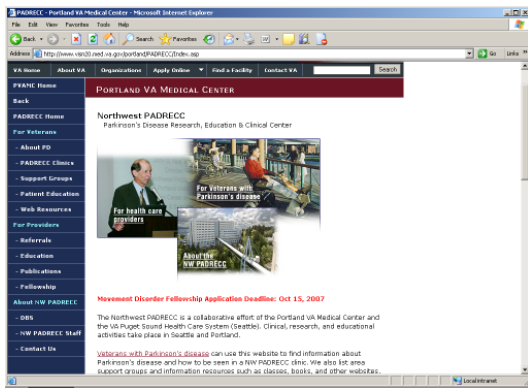 PADRECC - Portland VA Medical Center - Microsoft Internet Explorer
File Edit View Favorites Tools Help
Back Search Favorites
Address http://www.visn20.med.va.gov/portland/PADRECC/Index.asp Go Links
VA Home About VA Organizations Apply Online Find a Facility Contact VA Search
PVAMC Home
PORTLAND VA MEDICAL CENTER
Back
PADRECC Home
For Veterans
- About PD
- PADRECC Clinics
- Support Groups
- Patient Education
- Web Resources
For Providers
- Referrals
- Education
- Publications
- Fellowship
About NW PADRECC
- DBS
- NW PADRECC Staff
- Contact Us
Northwest PADRECC
Parkinson's Disease Research, Education & Clinical Center
For Veterans with
Parkinson's disease
For health care
providers
About the
NW PADRECC
Movement Disorder Fellowship Application Deadline: Oct 15, 2007
The Northwest PADRECC is a collaborative effort of the Portland VA Medical Center and
the VA Puget Sound Health Care System (Seattle). Clinical, research, and educational
activities take place in Seattle and Portland.
Veterans with Parkinson's disease can use this website to find information about
Parkinson's disease and how to be seen in a NW PADRECC clinic. We also list area
support groups and information resources such as classes, books, and other websites.
Local intranet